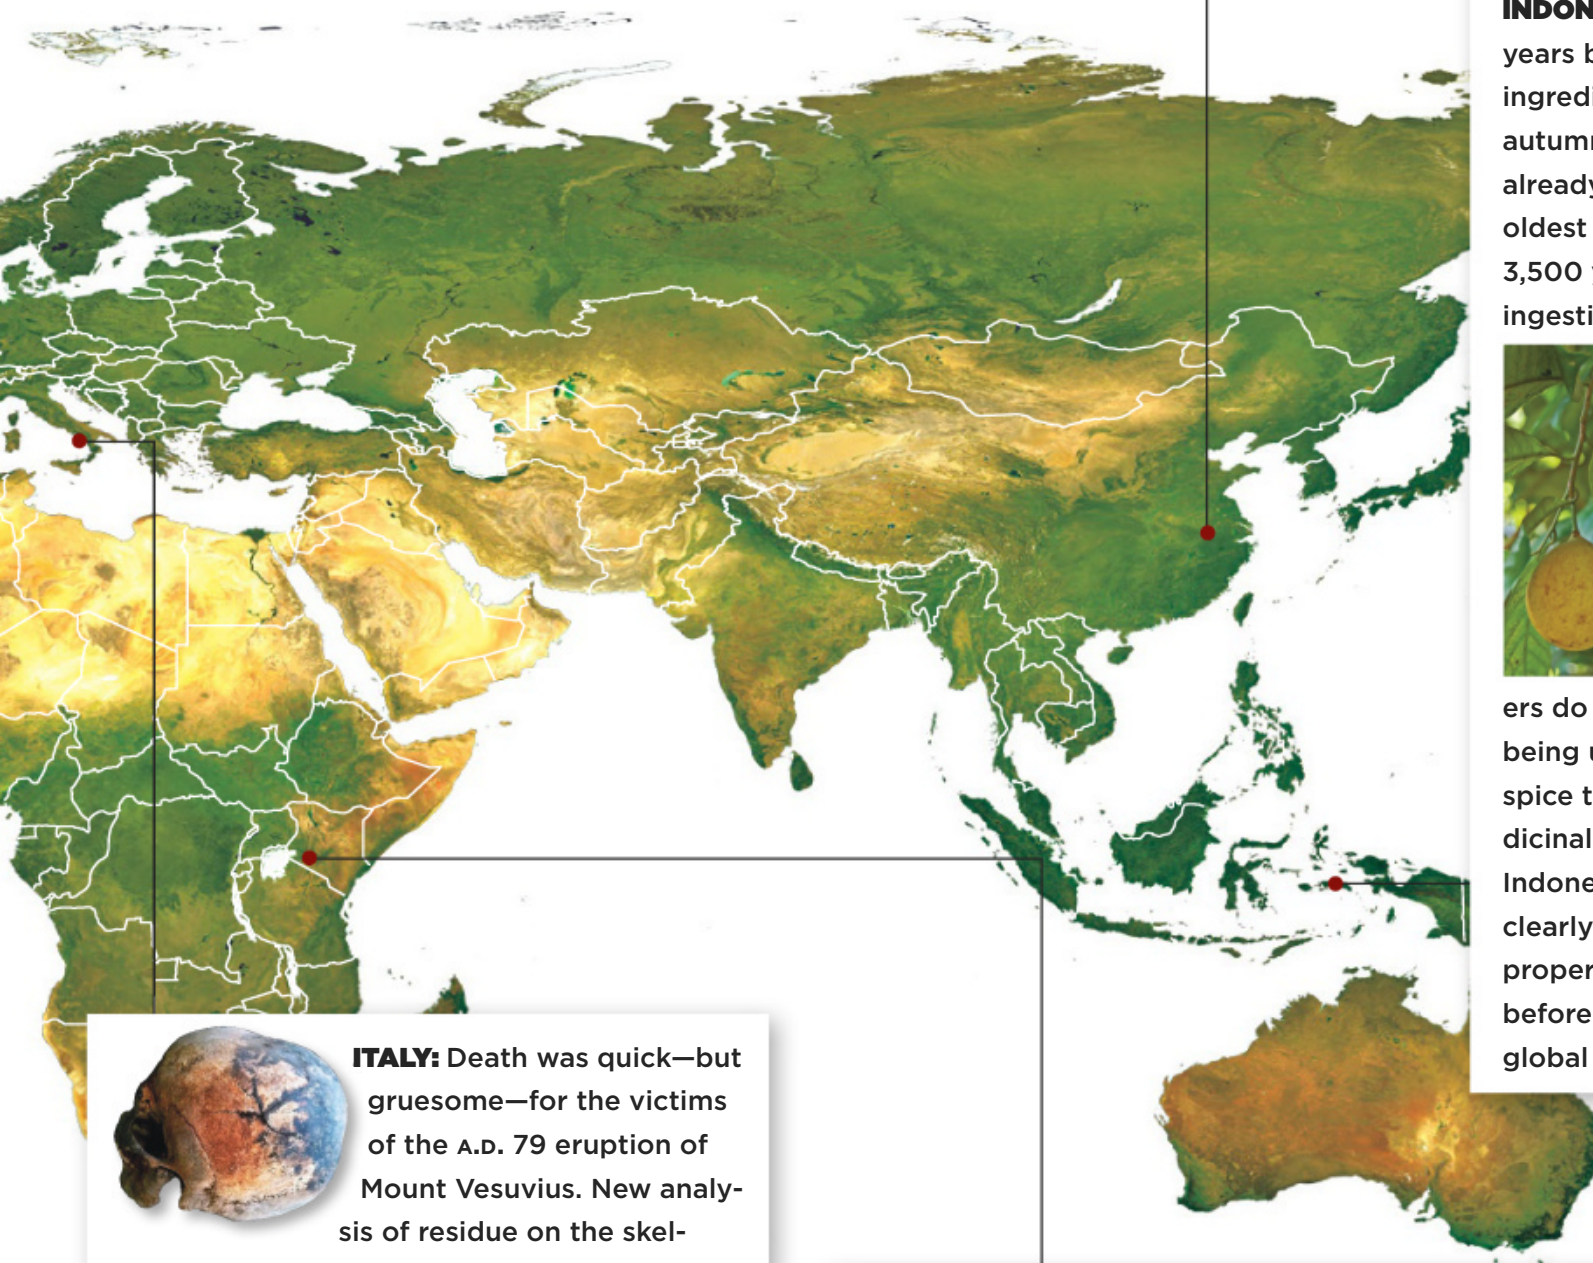 ITALY: Death was quick—but
gruesome—for the victims
of the A.D. 79 eruption of
Mount Vesuvius. New analy-
sis of residue on the skel-
INDON
years b
ingredi
autum
already
oldest
3,500
ingesti
ers do
being
spice t
dicinal
Indone
clearly
proper
before
global